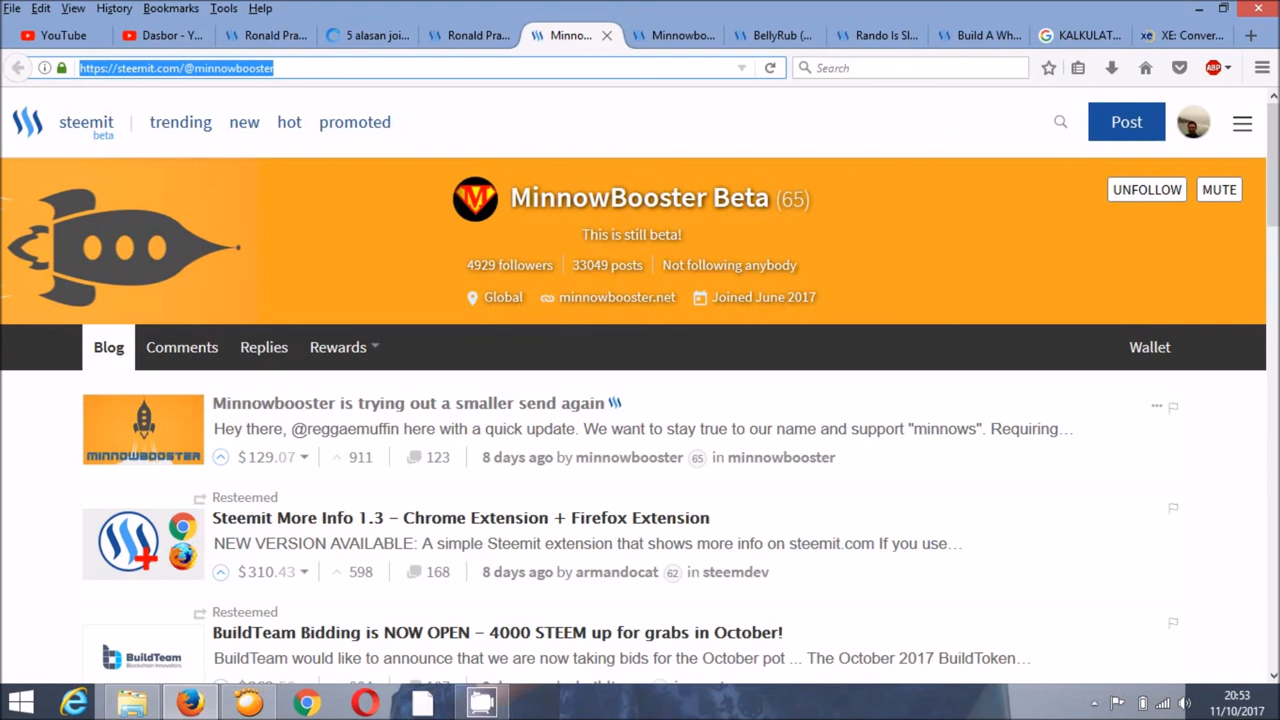 File Edit View History Bookmarks Tools Help
YouTube
Dasbor - Y...
Ronald Pra...
5 alasan joi...
Ronald Pra...
Minno...
Minnowbo...
BellyRub (...
Rando Is Sl...
Build A Wh...
KALKULAT...
XE: Conver...
https://steemit.com/@minnowbooster
Search
ABP
steemit
beta
trending
new
hot
promoted
Post
MinnowBooster Beta (65)
UNFOLLOW
MUTE
This is still beta!
4929 followers
33049 posts
Not following anybody
Global
minnowbooster.net
Joined June 2017
Blog
Comments
Replies
Rewards
Wallet
MINNOWBOOSTER
Minnowbooster is trying out a smaller send again
Hey there, @reggaemuffin here with a quick update. We want to stay true to our name and support "minnows". Requiring...
$129.07 911 123 8 days ago by minnowbooster 65 in minnowbooster
Resteemed
Steemit More Info 1.3 - Chrome Extension + Firefox Extension
NEW VERSION AVAILABLE: A simple Steemit extension that shows more info on steemit.com If you use...
$310.43 598 168 8 days ago by armandocat 62 in steemdev
Resteemed
BuildTeam
Blockchain Innovators
BuildTeam Bidding is NOW OPEN - 4000 STEEM up for grabs in October!
BuildTeam would like to announce that we are now taking bids for the October pot ... The October 2017 BuildToken...
20:53
11/10/2017